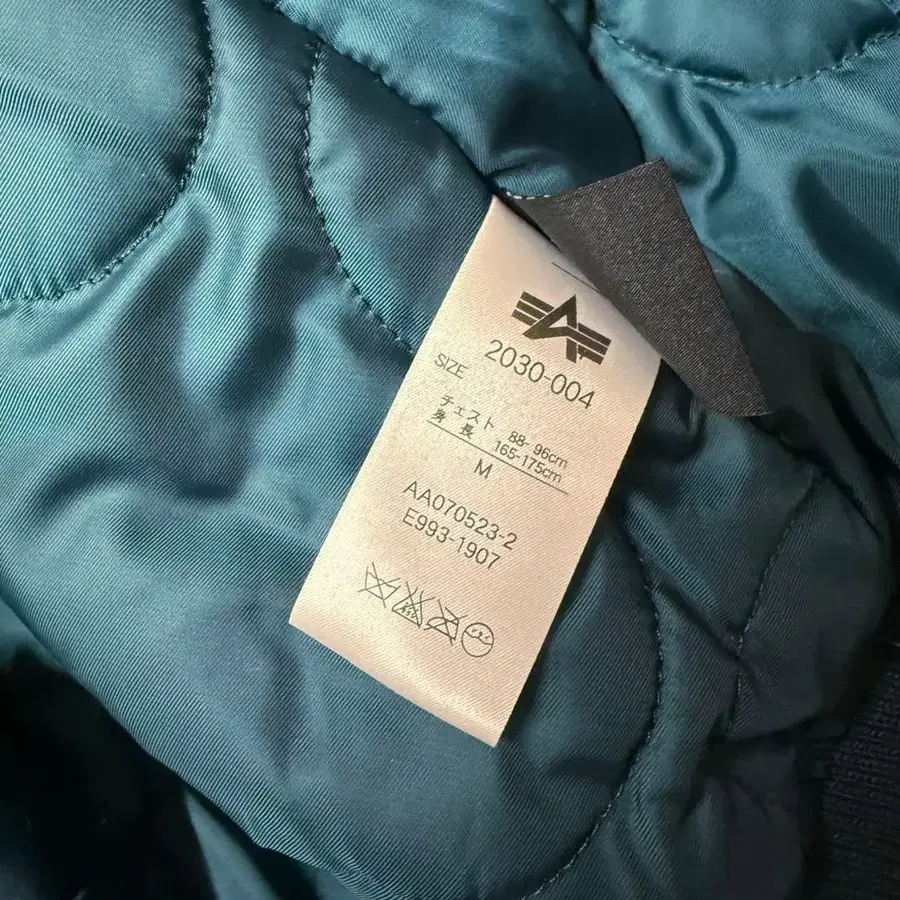 2030-004
SIZE
チェスト 88-96cm
身 長 165-175cm
M
AA070523-2
E993-1907